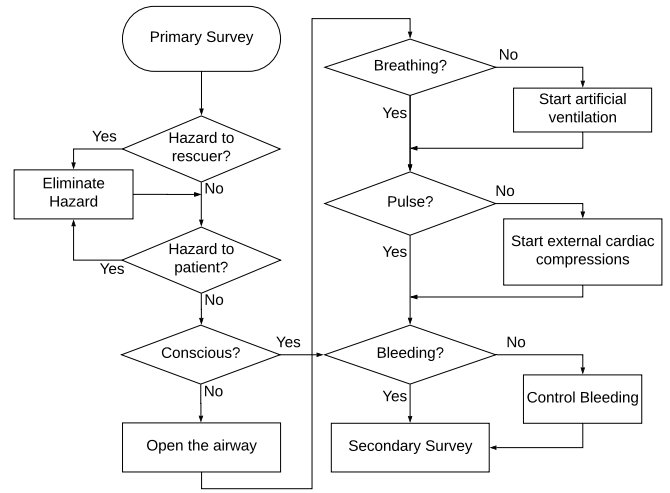 Primary Survey
Hazard to
rescuer?
Yes
No
Eliminate
Hazard
Hazard to
patient?
Yes
No
Conscious?
Yes
No
Open the airway
Breathing?
No
Yes
Start artificial
ventilation
Pulse?
No
Yes
Start external cardiac
compressions
Bleeding?
No
Yes
Control Bleeding
Secondary Survey